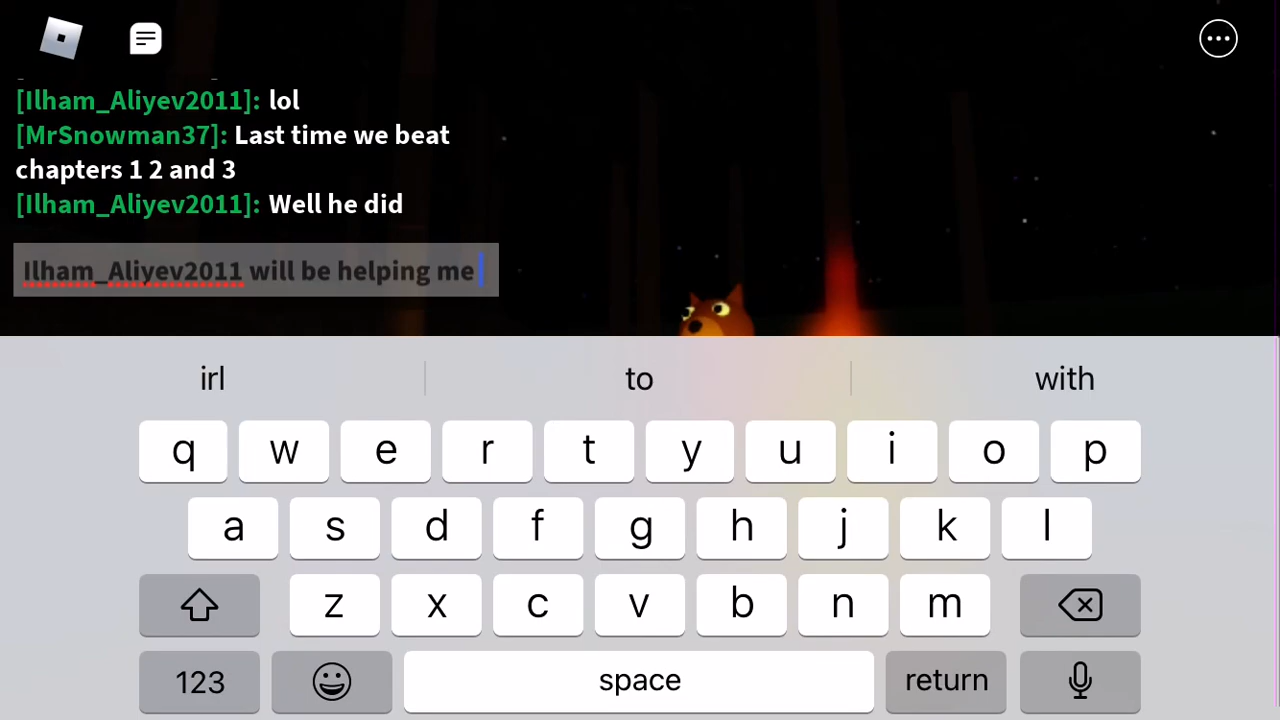 [Ilham_Aliyev2011]: lol
[MrSnowman37]: Last time we beat
chapters 1 2 and 3
[Ilham_Aliyev2011]: Well he did
Ilham_Aliyev2011 will be helping me
irl to with
q w e r t y u i o p
a s d f g h j k l
z x c v b n m
123 space return